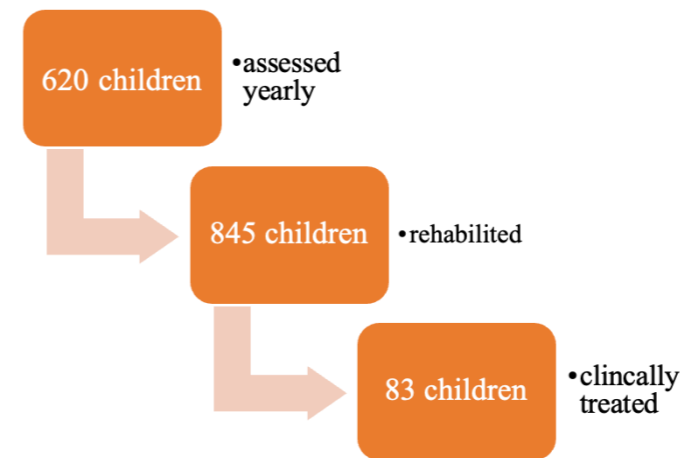 620 children
•assessed
yearly
845 children
•rehabilited
83 children
•clincally
treated